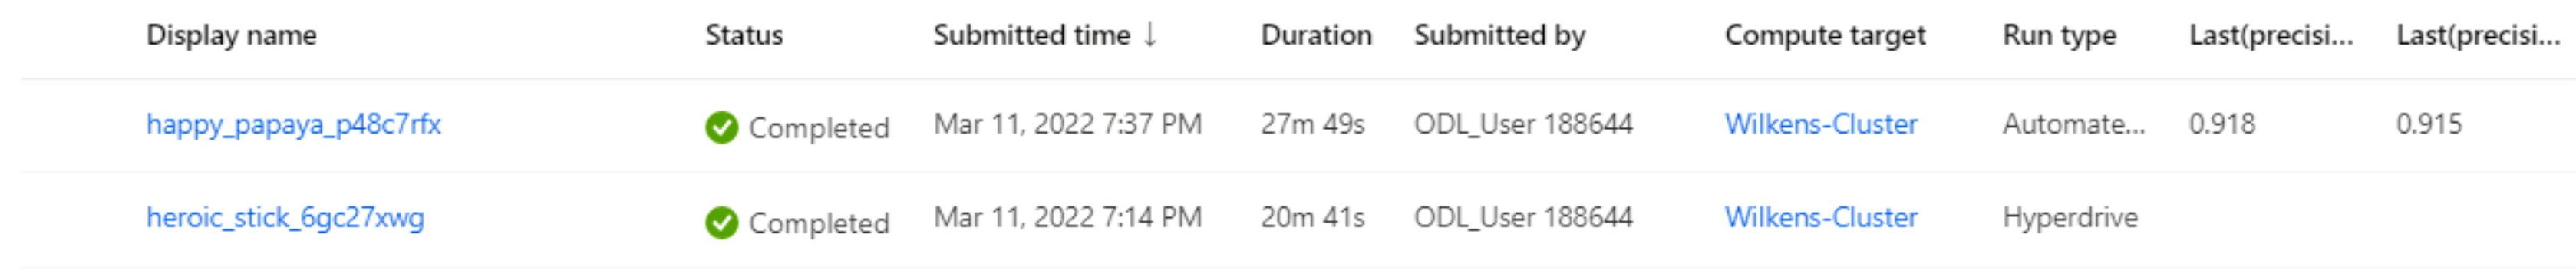 Display name Status Submitted time ↓ Duration Submitted by Compute target Run type Last(precisi... Last(precisi...
happy_papaya_p48c7rfx Completed Mar 11, 2022 7:37 PM 27m 49s ODL_User 188644 Wilkens-Cluster Automate... 0.918 0.915
heroic_stick_6gc27xwg Completed Mar 11, 2022 7:14 PM 20m 41s ODL_User 188644 Wilkens-Cluster Hyperdrive